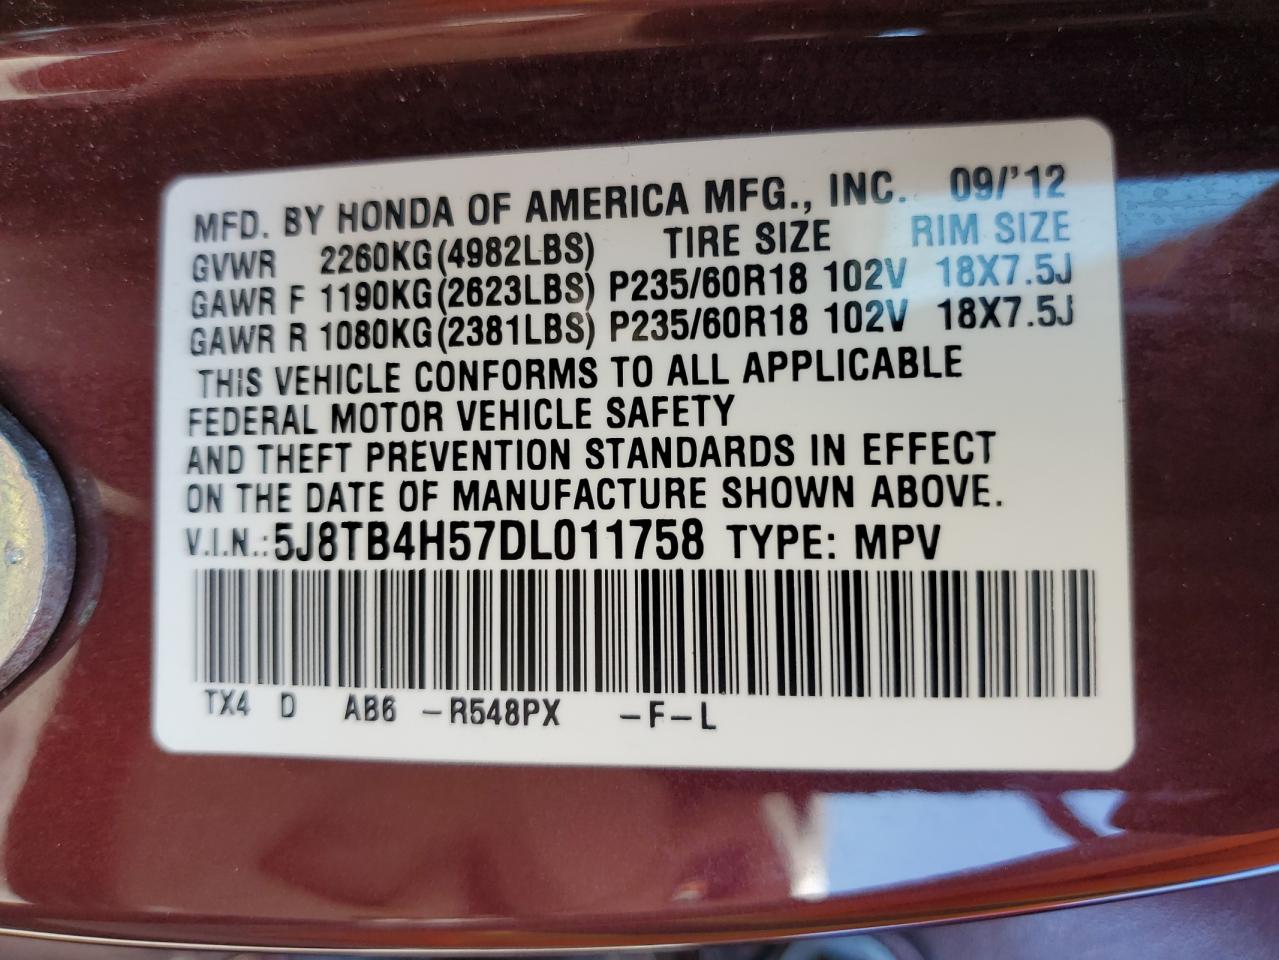 MFD. BY HONDA OF AMERICA MFG., INC. 09/'12
GVWR 2260KG(4982LBS) TIRE SIZE RIM SIZE
GAWR F 1190KG(2623LBS) P235/60R18 102V 18X7.5J
GAWR R 1080KG(2381LBS) P235/60R18 102V 18X7.5J
THIS VEHICLE CONFORMS TO ALL APPLICABLE
FEDERAL MOTOR VEHICLE SAFETY
AND THEFT PREVENTION STANDARDS IN EFFECT
ON THE DATE OF MANUFACTURE SHOWN ABOVE.
V.I.N.:5J8TB4H57DL011758 TYPE: MPV
TX4 D AB6 -R548PX -F-L